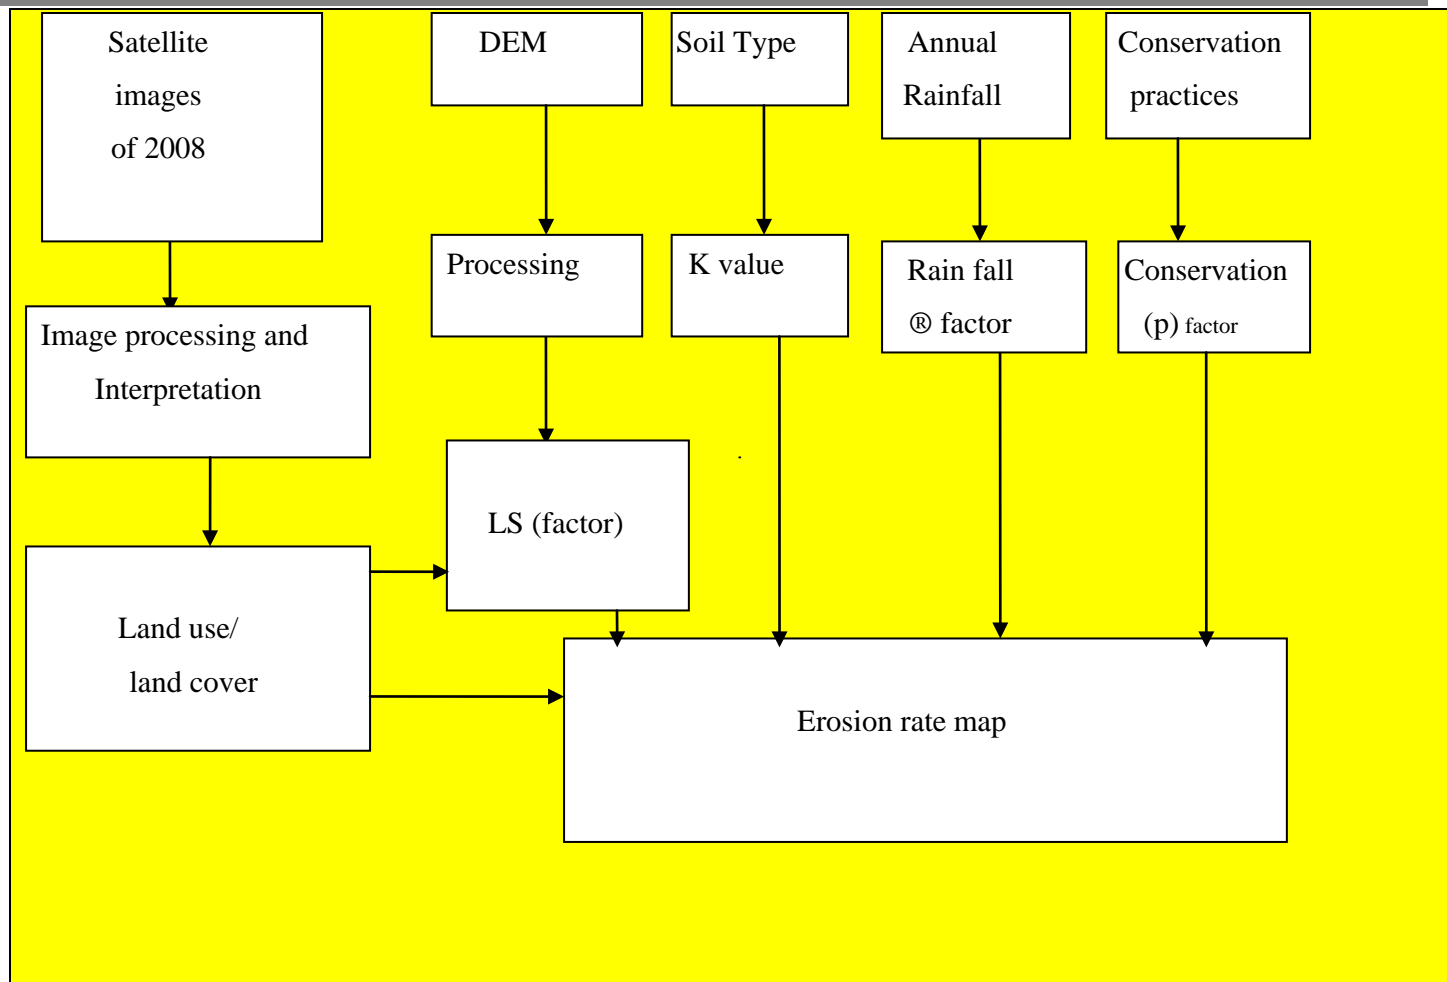 Satellite
images
of 2008
DEM
Soil Type
Annual
Rainfall
Conservation
practices
Processing
K value
Rain fall
® factor
Conservation
(p) factor
Image processing and
Interpretation
LS (factor)
Land use/
land cover
Erosion rate map